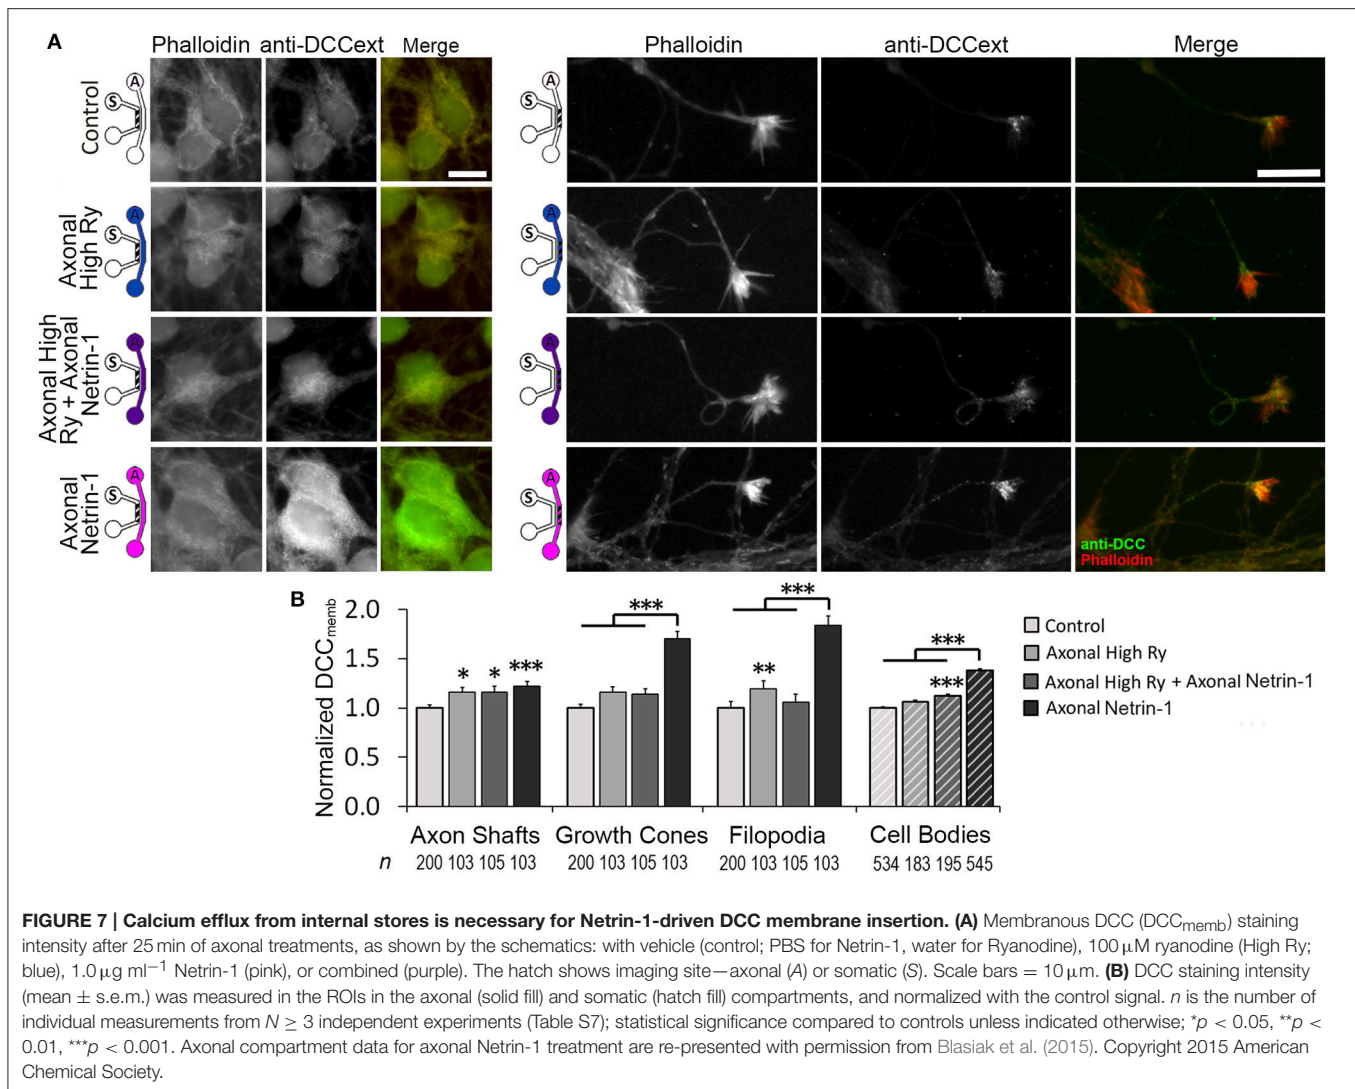 A
Phalloidin anti-DCCext Merge
Phalloidin anti-DCCext Merge
Control
A
S
A
S
Axonal
High Ry
A
S
A
S
Axonal High
Ry + Axonal
Netrin-1
A
S
A
S
Axonal
Netrin-1
A
S
A
S
anti-DCC
Phalloidin
B
Normalized DCCmemb
2.0
1.5
1.0
0.5
0.0
* * ***
***
*** **
*** ***
Control
Axonal High Ry
Axonal High Ry + Axonal Netrin-1
Axonal Netrin-1
Axon Shafts Growth Cones Filopodia Cell Bodies
n 200 103 105 103 200 103 105 103 200 103 105 103 534 183 195 545
FIGURE 7 | Calcium efflux from internal stores is necessary for Netrin-1-driven DCC membrane insertion. (A) Membranous DCC (DCCmemb) staining
intensity after 25 min of axonal treatments, as shown by the schematics: with vehicle (control; PBS for Netrin-1, water for Ryanodine), 100 μM ryanodine (High Ry;
blue), 1.0 μg ml−1 Netrin-1 (pink), or combined (purple). The hatch shows imaging site—axonal (A) or somatic (S). Scale bars = 10 μm. (B) DCC staining intensity
(mean ± s.e.m.) was measured in the ROIs in the axonal (solid fill) and somatic (hatch fill) compartments, and normalized with the control signal. n is the number of
individual measurements from N ≥ 3 independent experiments (Table S7); statistical significance compared to controls unless indicated otherwise; *p < 0.05, **p <
0.01, ***p < 0.001. Axonal compartment data for axonal Netrin-1 treatment are re-presented with permission from Blasiak et al. (2015). Copyright 2015 American
Chemical Society.